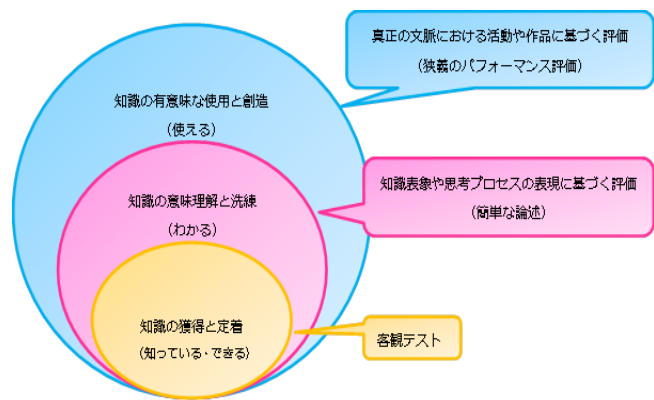 真正の文脈における活動や作品に基づく評価
(狭義のパフォーマンス評価)
知識の有意味な使用と創造
(使える)
知識表象や思考プロセスの表現に基づく評価
(簡単な論述)
知識の意味理解と洗練
(わかる)
知識の獲得と定着
(知っている・できる)
客観テスト